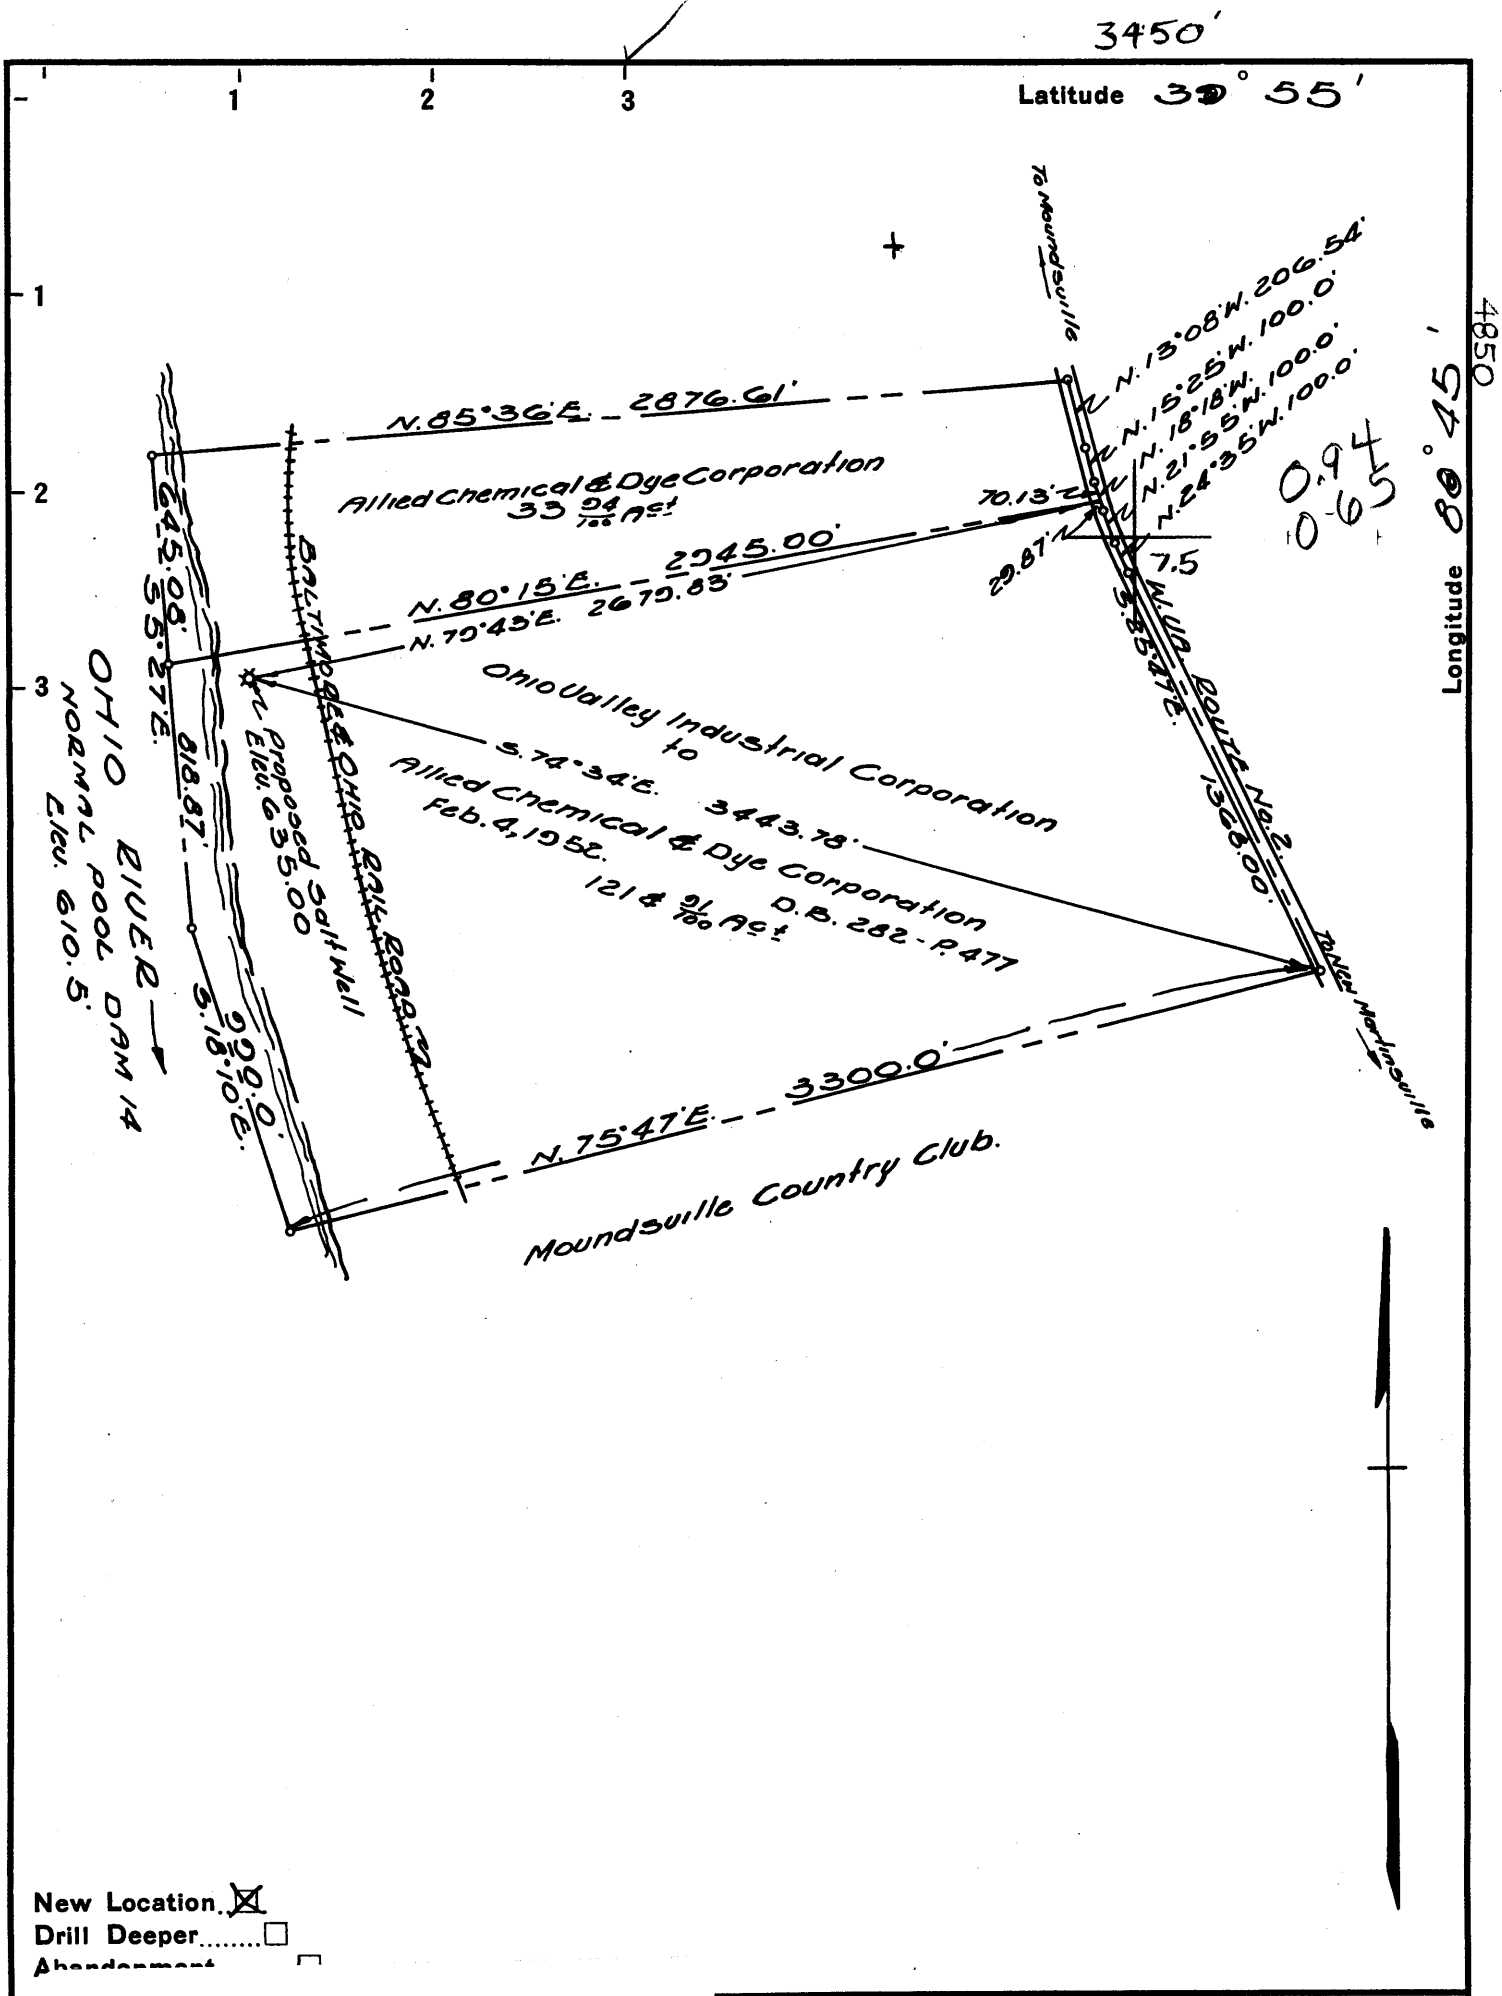 3450'
Latitude 39° 55'
1
2
3
1
2
3
4850
Longitude 80° 45'
To Moundsville
N. 13°08'W. 206.54'
N. 15°25'W. 100.0'
N. 18°18'W. 100.0'
N. 21°55'W. 100.0'
N. 24°35'W. 100.0'
0.94
0.65
7.5
N. 85°36'E. 2876.61'
Allied Chemical & Dye Corporation
33 94/100 Ac±
70.13'
29.87'
N. 80°15'E. 2945.00'
N. 79°43'E. 2679.83'
645.08'
S 5°27'E.
818.87'
990.0'
S. 18°10'E.
OHIO RIVER
NORMAL POOL DAM 14
Elev. 610.5'
BALTIMORE & OHIO RAIL ROAD
Proposed Salt Well
Elev. 635.00
Ohio Valley Industrial Corporation
to
Allied Chemical & Dye Corporation
Feb. 4, 1952. D.B. 282 - P. 477
121 & 91/100 Ac±
S. 74°34'E. 3443.78'
W. VA. ROUTE No. 2.
1368.00'
To New Martinsville
N. 75°47'E. 3300.0'
Moundsville Country Club.
New Location
Drill Deeper
Abandonment